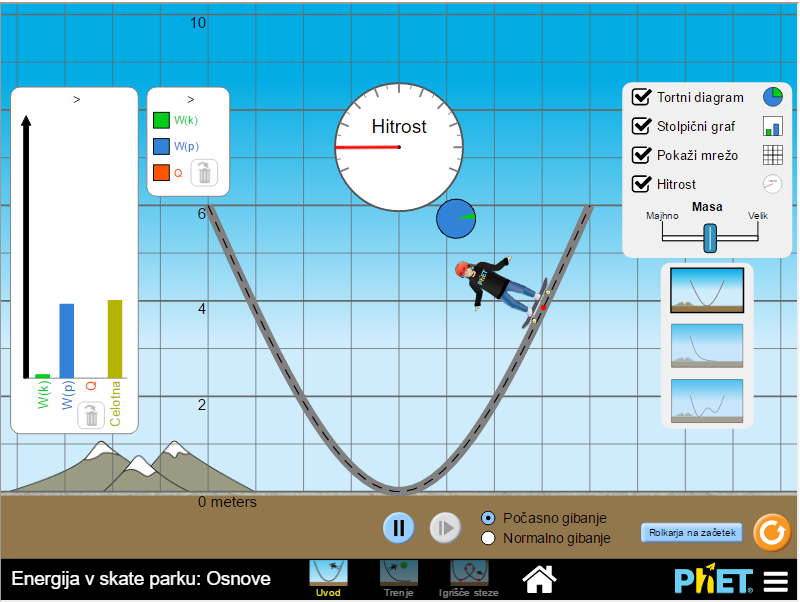 10
>
>
W(k)
W(p)
Q
Hitrost
Tortni diagram
Stolpični graf
Pokaži mrežo
Hitrost
Masa
Majhno
Velik
6
4
2
0 meters
PhET
W(k)
W(p)
Q
Celotna
Počasno gibanje
Normalno gibanje
Rolkarja na začetek
Energija v skate parku: Osnove
Uvod
Trenje
Igrišče steze
PhET